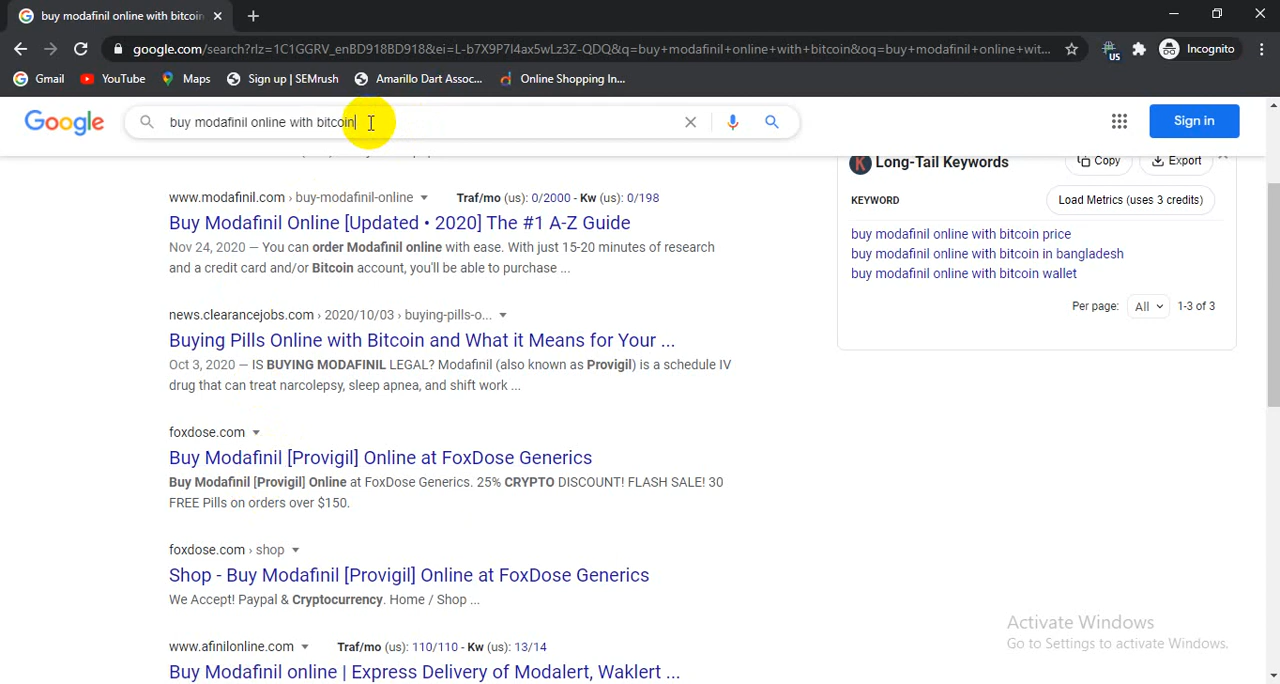 buy modafinil online with bitcoin
google.com/search?rlz=1C1GGRV_enBD918BD918&ei=L-b7X9P7I4ax5wLz3Z-QDQ&q=buy+modafinil+online+with+bitcoin&oq=buy+modafinil+online+wit...
US
Incognito
Gmail YouTube Maps Sign up | SEMrush Amarillo Dart Assoc... Online Shopping In...
Google buy modafinil online with bitcoin Sign in
K Long-Tail Keywords Copy Export
www.modafinil.com › buy-modafinil-online Traf/mo (us): 0/2000 - Kw (us): 0/198
KEYWORD Load Metrics (uses 3 credits)
Buy Modafinil Online [Updated • 2020] The #1 A-Z Guide
buy modafinil online with bitcoin price
Nov 24, 2020 — You can order Modafinil online with ease. With just 15-20 minutes of research
buy modafinil online with bitcoin in bangladesh
and a credit card and/or Bitcoin account, you'll be able to purchase ...
buy modafinil online with bitcoin wallet
Per page: All 1-3 of 3
news.clearancejobs.com › 2020/10/03 › buying-pills-o...
Buying Pills Online with Bitcoin and What it Means for Your ...
Oct 3, 2020 — IS BUYING MODAFINIL LEGAL? Modafinil (also known as Provigil) is a schedule IV
drug that can treat narcolepsy, sleep apnea, and shift work ...
foxdose.com
Buy Modafinil [Provigil] Online at FoxDose Generics
Buy Modafinil [Provigil] Online at FoxDose Generics. 25% CRYPTO DISCOUNT! FLASH SALE! 30
FREE Pills on orders over $150.
foxdose.com › shop
Shop - Buy Modafinil [Provigil] Online at FoxDose Generics
We Accept! Paypal & Cryptocurrency. Home / Shop ...
Activate Windows
Go to Settings to activate Windows.
www.afinilonline.com Traf/mo (us): 110/110 - Kw (us): 13/14
Buy Modafinil online | Express Delivery of Modalert, Waklert ...